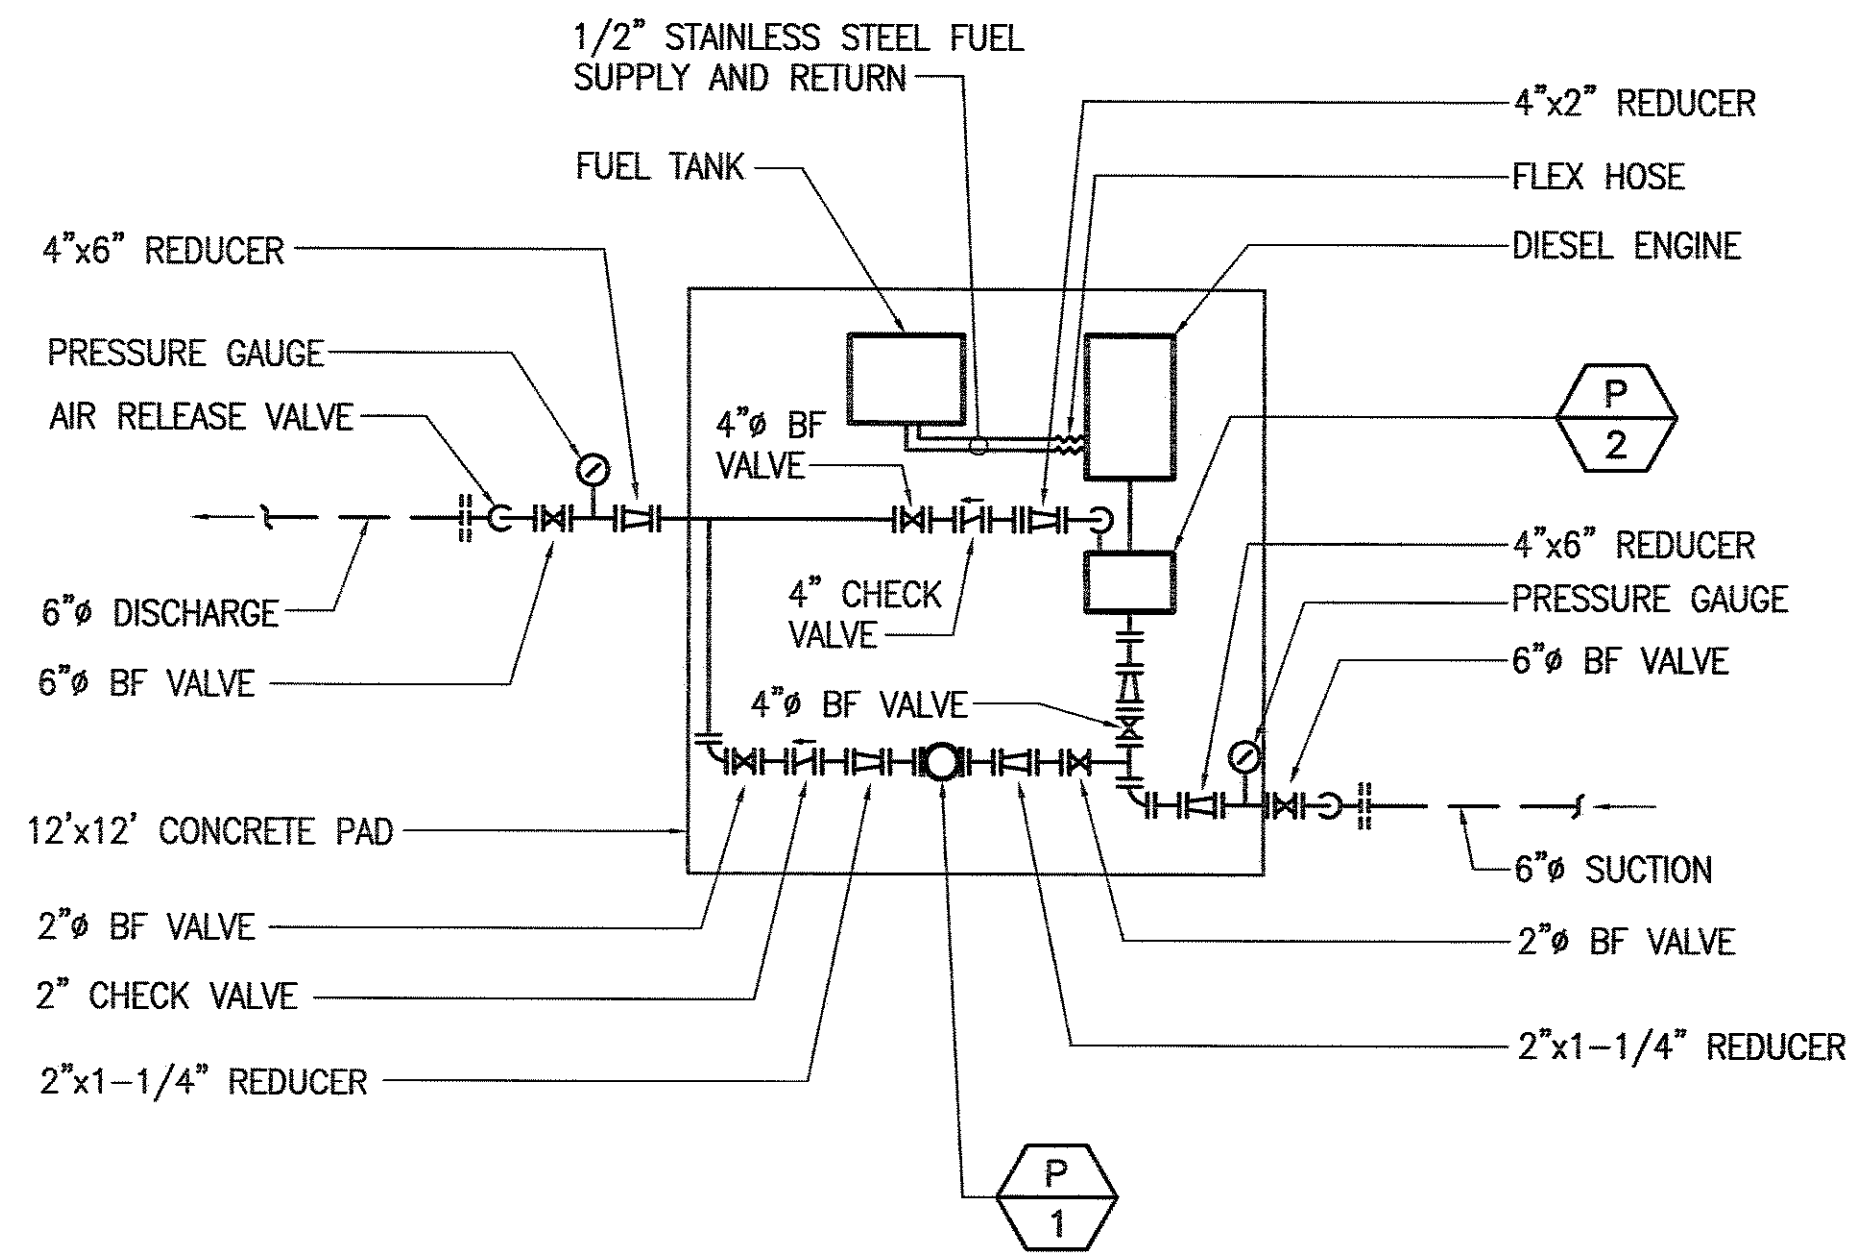 1/2" STAINLESS STEEL FUEL
SUPPLY AND RETURN
4"x2" REDUCER
FUEL TANK
FLEX HOSE
4"x6" REDUCER
DIESEL ENGINE
PRESSURE GAUGE
P
2
AIR RELEASE VALVE
4"ø BF
VALVE
4"x6" REDUCER
4" CHECK
VALVE
PRESSURE GAUGE
6"ø DISCHARGE
6"ø BF VALVE
6"ø BF VALVE
4"ø BF VALVE
12'x12' CONCRETE PAD
6"ø SUCTION
2"ø BF VALVE
2"ø BF VALVE
2" CHECK VALVE
2"x1-1/4" REDUCER
2"x1-1/4" REDUCER
P
1